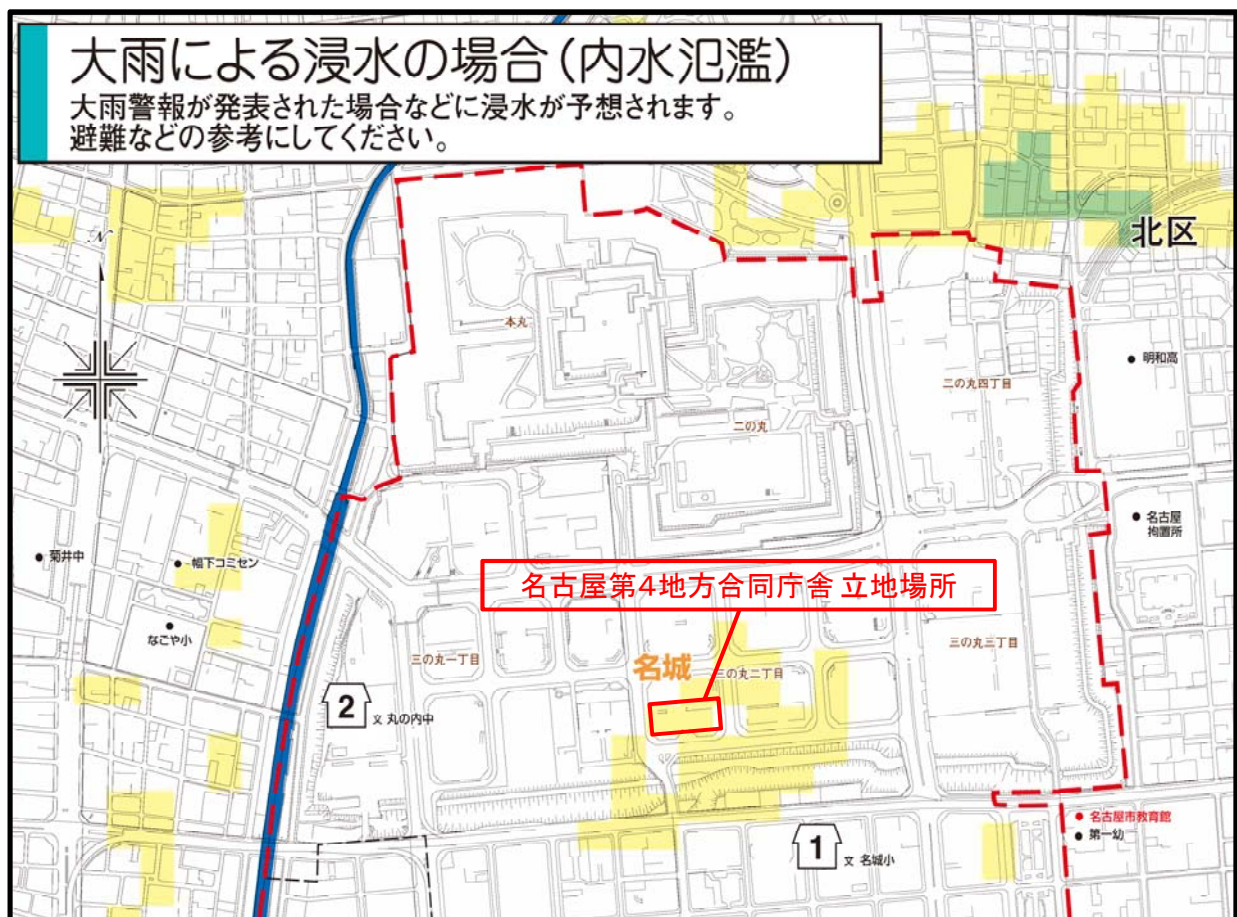 大雨による浸水の場合(内水氾濫)
大雨警報が発表された場合などに浸水が予想されます。
避難などの参考にしてください。
北区
N
本丸
明和高
二の丸四丁目
二の丸
名古屋
拘置所
菊井中
幅下コミセン
名古屋第4地方合同庁舎 立地場所
なごや小
三の丸一丁目
名城
三の丸二丁目
三の丸三丁目
2
文 丸の内中
名古屋市教育館
第一幼
1
文 名城小